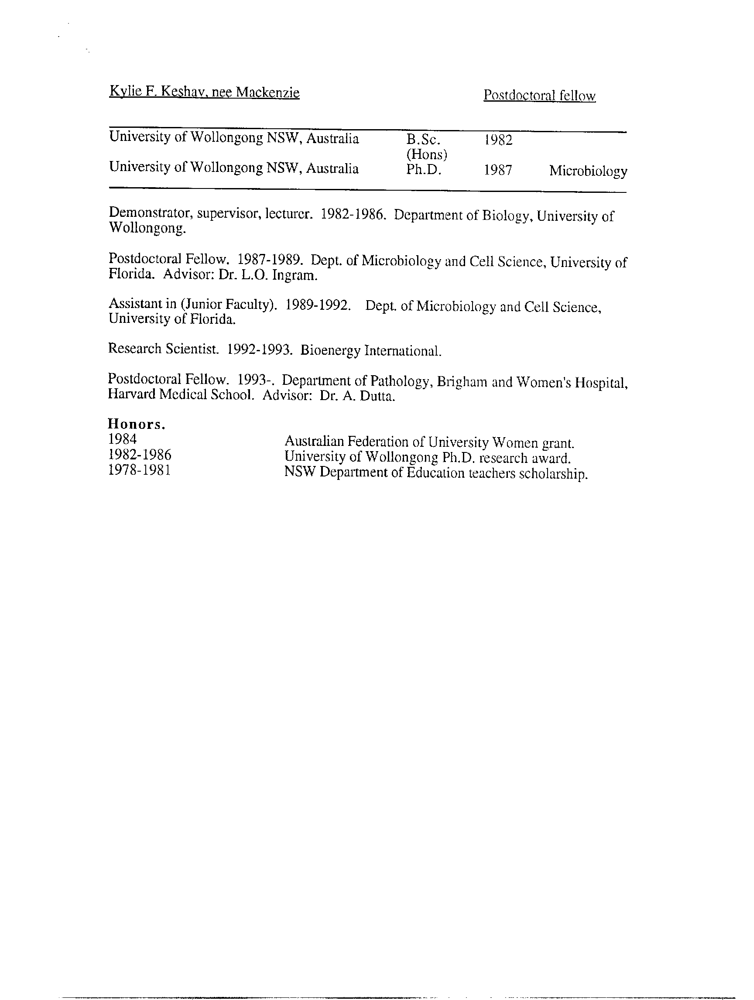 Kylie F. Keshav, nee Mackenzie Postdoctoral fellow
University of Wollongong NSW, Australia B.Sc. 1982
(Hons)
University of Wollongong NSW, Australia Ph.D. 1987 Microbiology
Demonstrator, supervisor, lecturer. 1982-1986. Department of Biology, University of
Wollongong.
Postdoctoral Fellow. 1987-1989. Dept. of Microbiology and Cell Science, University of
Florida. Advisor: Dr. L.O. Ingram.
Assistant in (Junior Faculty). 1989-1992. Dept. of Microbiology and Cell Science,
University of Florida.
Research Scientist. 1992-1993. Bioenergy International.
Postdoctoral Fellow. 1993-. Department of Pathology, Brigham and Women's Hospital,
Harvard Medical School. Advisor: Dr. A. Dutta.
Honors.
1984 Australian Federation of University Women grant.
1982-1986 University of Wollongong Ph.D. research award.
1978-1981 NSW Department of Education teachers scholarship.